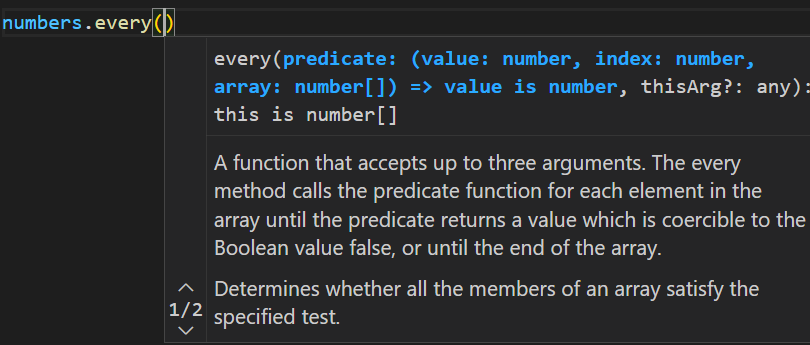 numbers.every()
every(predicate: (value: number, index: number,
array: number[]) => value is number, thisArg?: any):
this is number[]
A function that accepts up to three arguments. The every
method calls the predicate function for each element in the
array until the predicate returns a value which is coercible to the
Boolean value false, or until the end of the array.
1/2
Determines whether all the members of an array satisfy the
specified test.